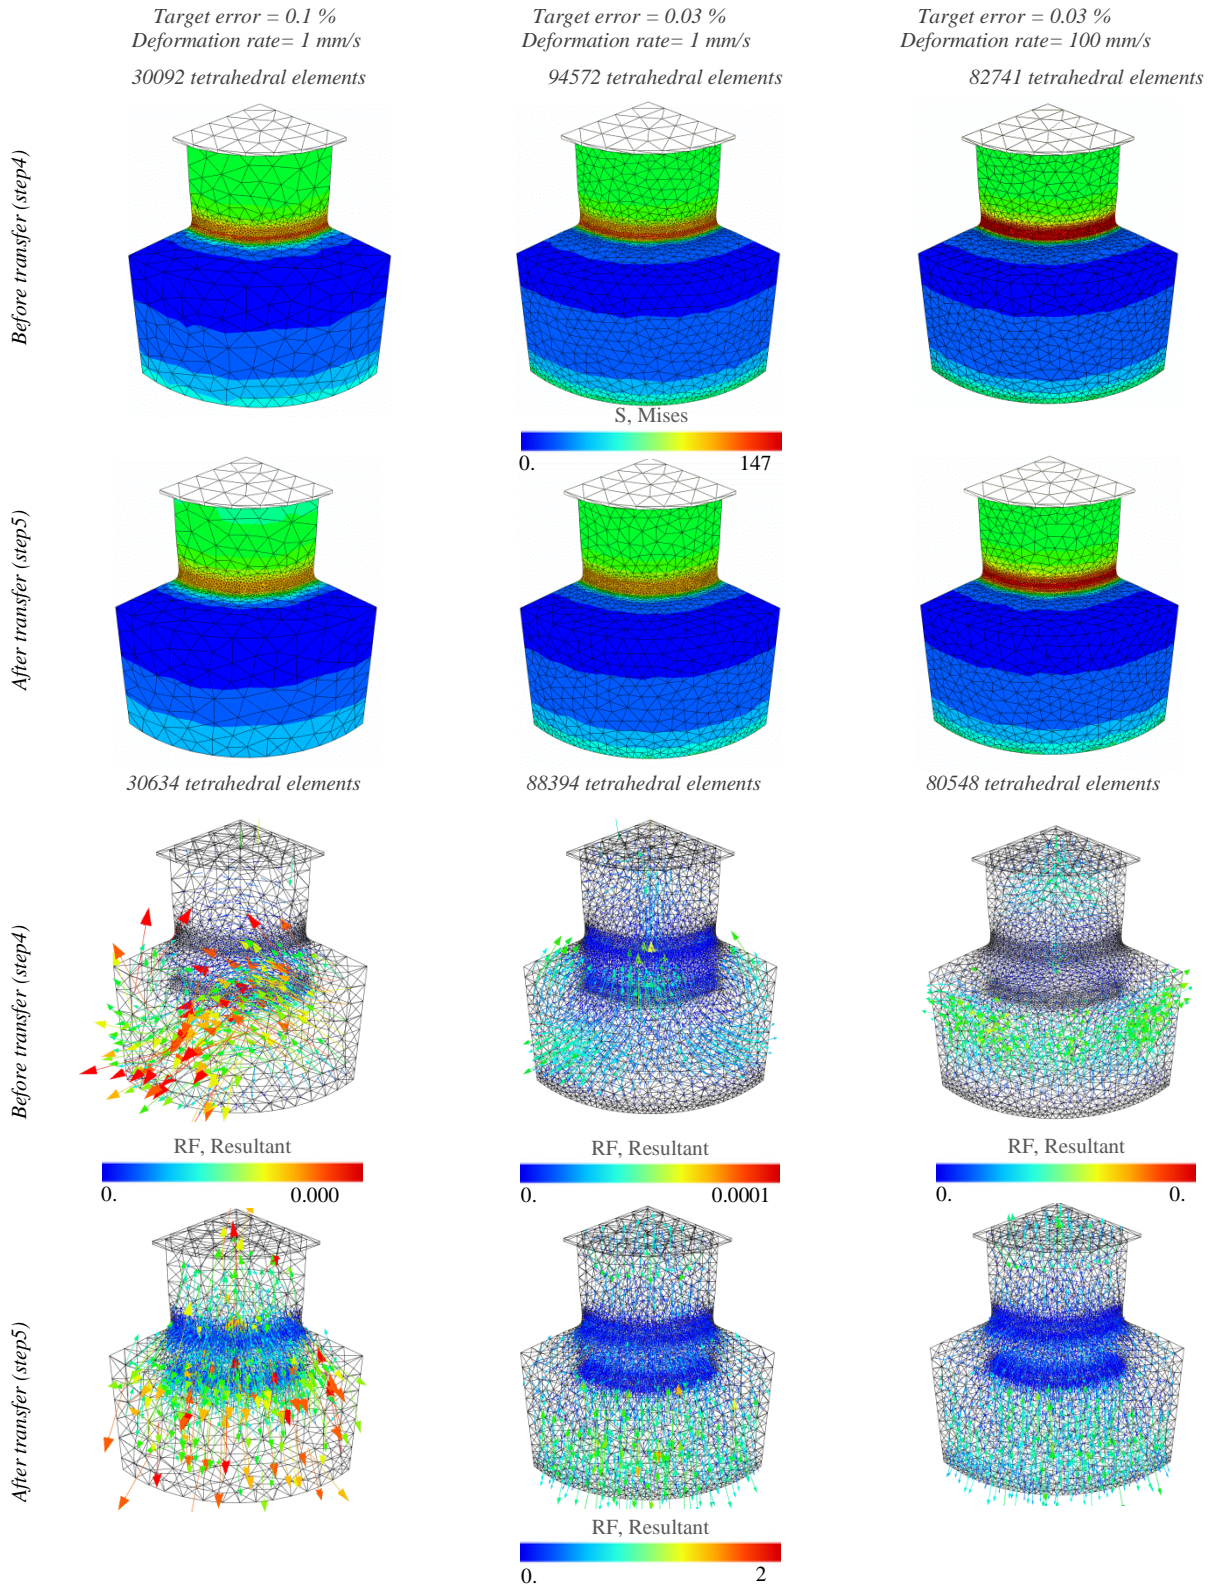 Target error = 0.1 %
Deformation rate= 1 mm/s
30092 tetrahedral elements
Target error = 0.03 %
Deformation rate= 1 mm/s
94572 tetrahedral elements
Target error = 0.03 %
Deformation rate= 100 mm/s
82741 tetrahedral elements
Before transfer (step4)
S, Mises
0.
147
After transfer (step5)
30634 tetrahedral elements
88394 tetrahedral elements
80548 tetrahedral elements
Before transfer (step4)
RF, Resultant
0.
0.000
RF, Resultant
0.
0.0001
RF, Resultant
0.
0.
After transfer (step5)
RF, Resultant
0.
2